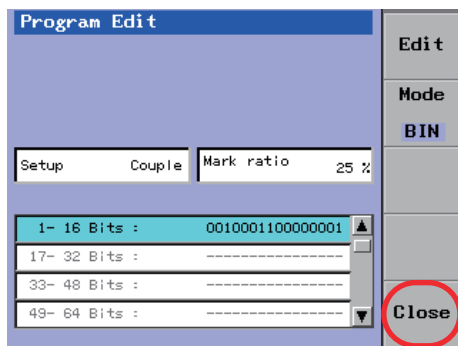 Program Edit
Edit
Mode
BIN
Setup Couple
Mark ratio 25 %
1- 16 Bits : 0010001100000001
17- 32 Bits : ----------------
33- 48 Bits : ----------------
49- 64 Bits : ----------------
Close